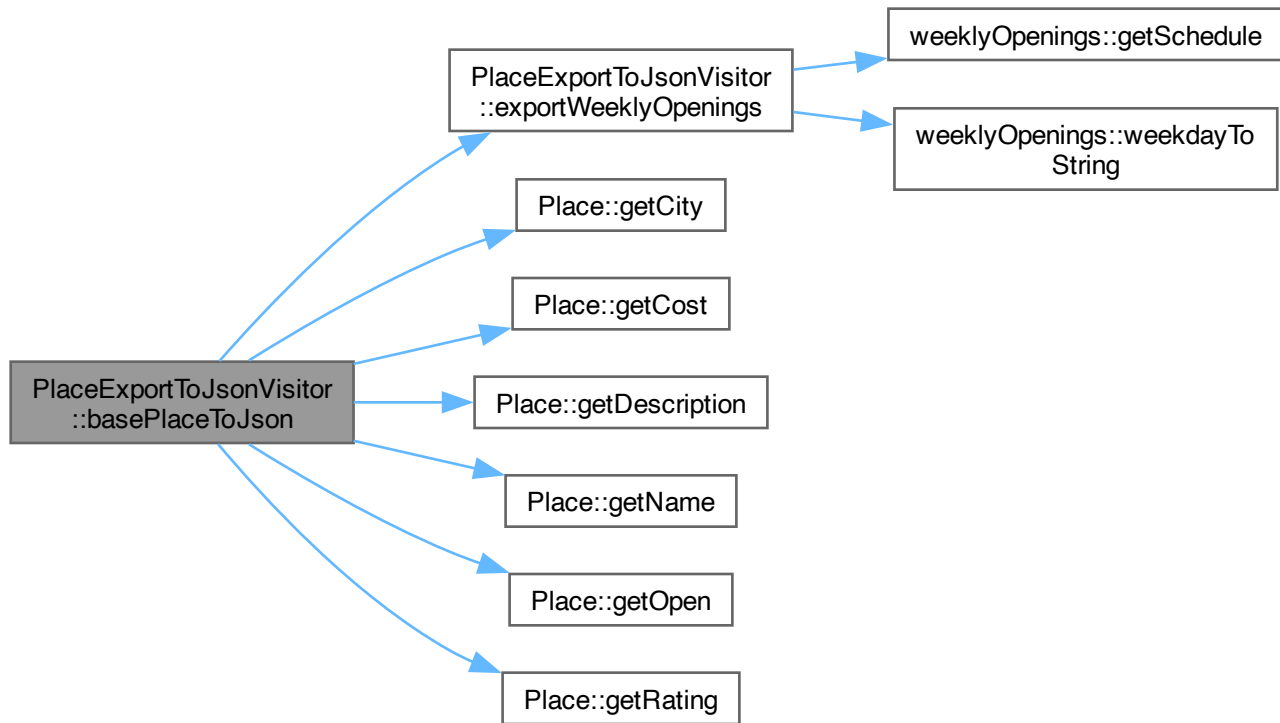 PlaceExportToJsonVisitor
::basePlaceToJson
PlaceExportToJsonVisitor
::exportWeeklyOpenings
weeklyOpenings::getSchedule
weeklyOpenings::weekdayTo
String
Place::getCity
Place::getCost
Place::getDescription
Place::getName
Place::getOpen
Place::getRating